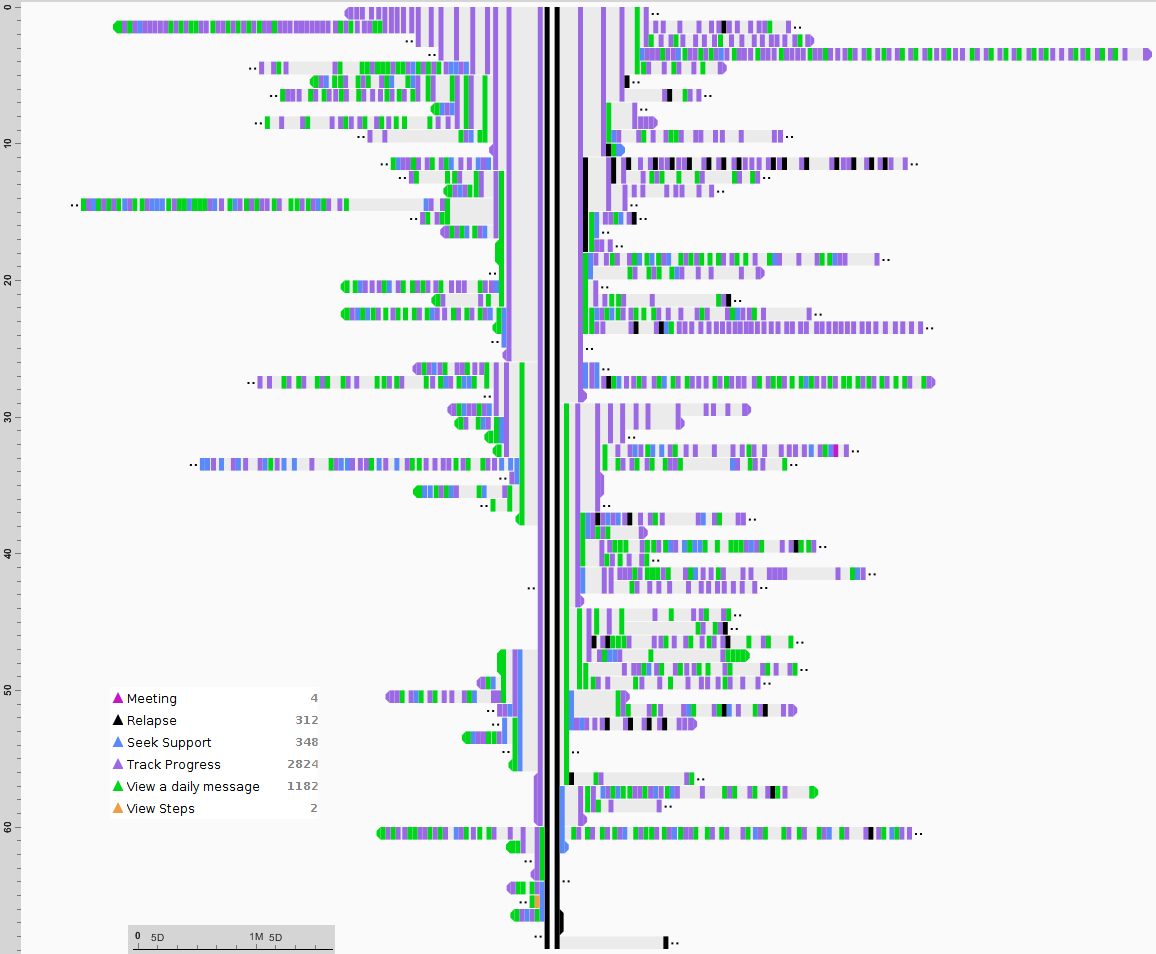 0
10
20
30
40
50
60
Meeting 4
Relapse 312
Seek Support 348
Track Progress 2824
View a daily message 1182
View Steps 2
0 5D 1M 5D